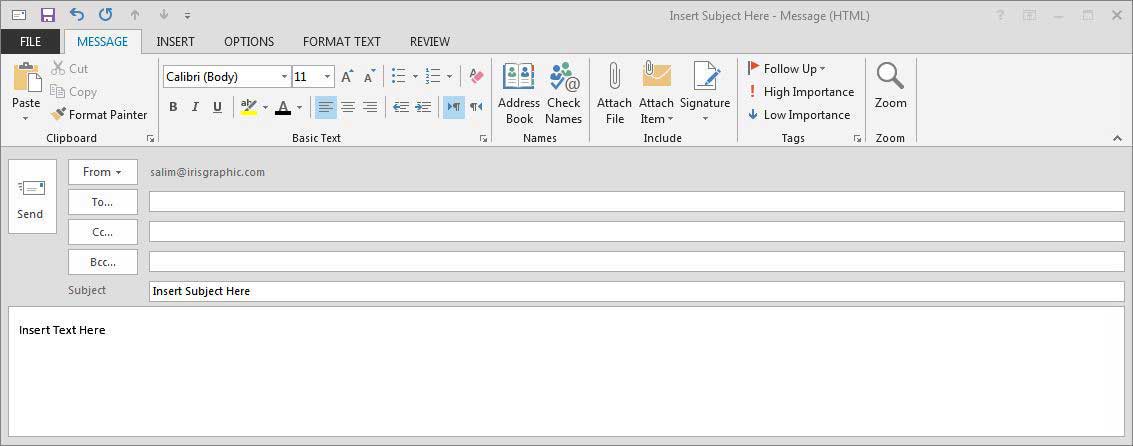 Insert Subject Here - Message (HTML)
FILE MESSAGE INSERT OPTIONS FORMAT TEXT REVIEW
Paste
Cut
Copy
Format Painter
Clipboard
Calibri (Body) 11
B I U ab A
Basic Text
Address Book
Check Names
Names
Attach File
Attach Item
Signature
Include
Follow Up
High Importance
Low Importance
Tags
Zoom
Zoom
Send
From salim@irisgraphic.com
To...
Cc...
Bcc...
Subject Insert Subject Here
Insert Text Here